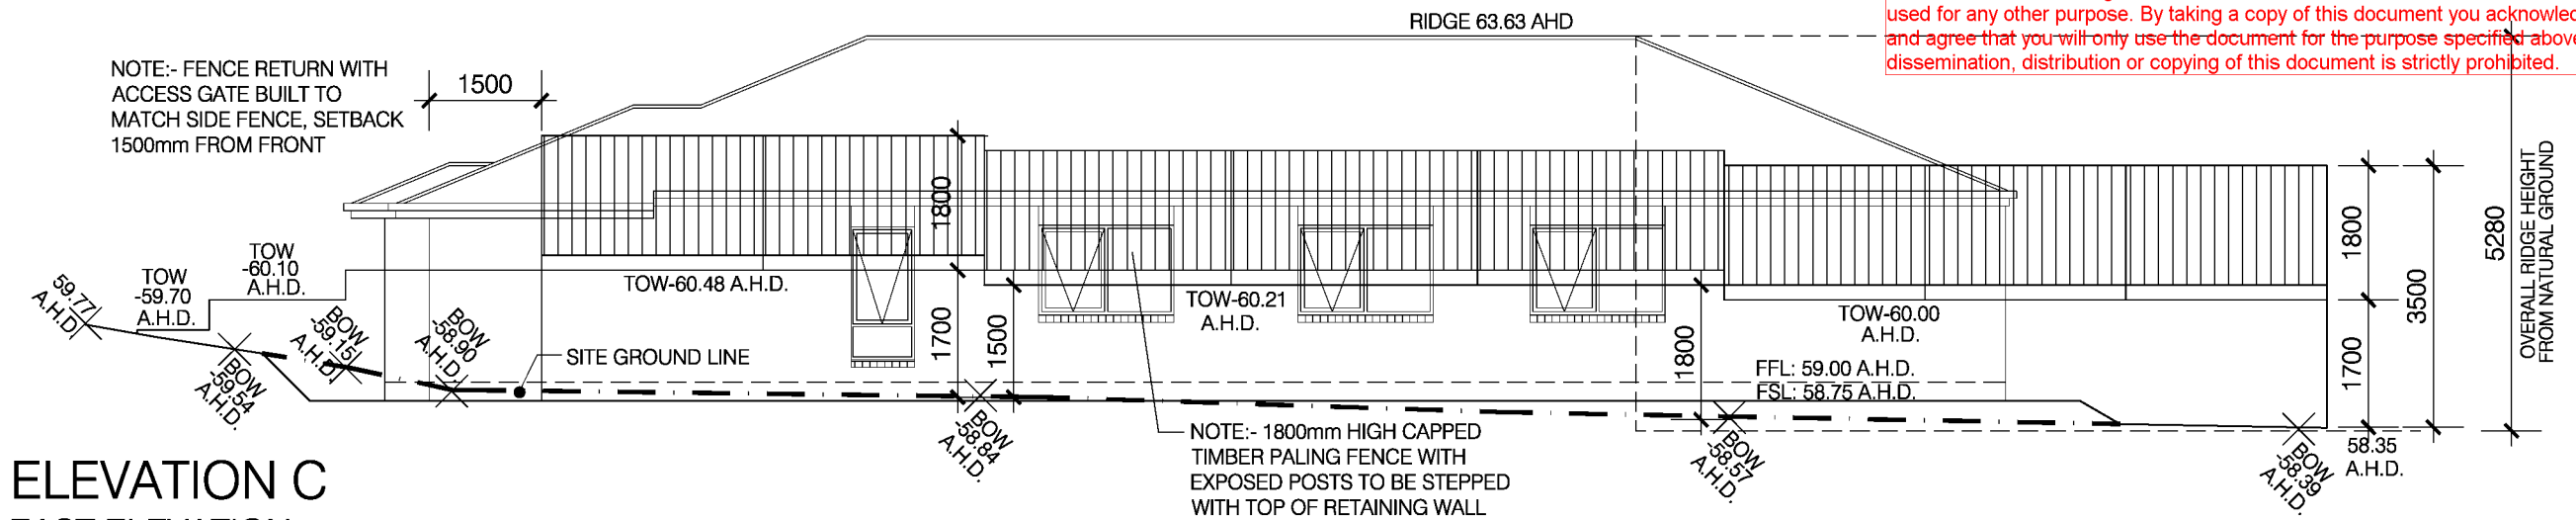 RIDGE 63.63 AHD
used for any other purpose. By taking a copy of this document you acknowled
and agree that you will only use the document for the purpose specified above
dissemination, distribution or copying of this document is strictly prohibited.
NOTE:- FENCE RETURN WITH
ACCESS GATE BUILT TO
MATCH SIDE FENCE, SETBACK
1500mm FROM FRONT
1500
1800
1700
1500
1800
1800
1700
3500
5280
OVERALL RIDGE HEIGHT
FROM NATURAL GROUND
59.77
A.H.D
TOW
-59.70
A.H.D.
TOW
-60.10
A.H.D.
TOW-60.48 A.H.D.
TOW-60.21
A.H.D.
TOW-60.00
A.H.D.
BOW
-59.54
A.H.D.
BOW
-59.15
A.H.D.
BOW
-58.90
A.H.D.
SITE GROUND LINE
BOW
-58.84
A.H.D.
FFL: 59.00 A.H.D.
FSL: 58.75 A.H.D.
BOW
-58.57
A.H.D.
BOW
-58.39
A.H.D.
58.35
A.H.D.
NOTE:- 1800mm HIGH CAPPED
TIMBER PALING FENCE WITH
EXPOSED POSTS TO BE STEPPED
WITH TOP OF RETAINING WALL
ELEVATION C